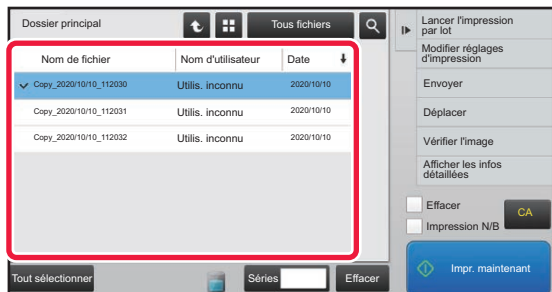 Dossier principal
Tous fichiers
Nom de fichier Nom d'utilisateur Date
Copy_2020/10/10_112030 Utilis. inconnu 2020/10/10
Copy_2020/10/10_112031 Utilis. inconnu 2020/10/10
Copy_2020/10/10_112032 Utilis. inconnu 2020/10/10
Tout sélectionner
Séries
Effacer
Lancer l'impression
par lot
Modifier réglages
d'impression
Envoyer
Déplacer
Vérifier l'image
Afficher les infos
détaillées
Effacer
Impression N/B
CA
Impr. maintenant